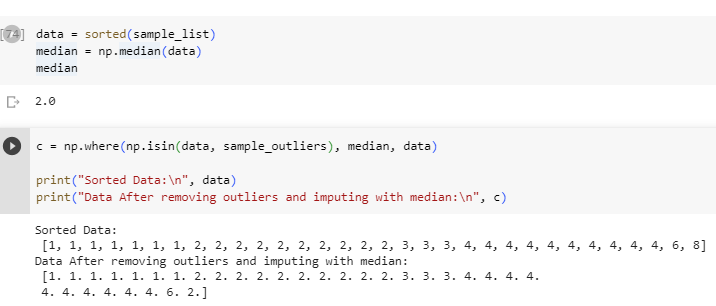 [74] data = sorted(sample_list)
median = np.median(data)
median
2.0
c = np.where(np.isin(data, sample_outliers), median, data)
print("Sorted Data:\n", data)
print("Data After removing outliers and imputing with median:\n", c)
Sorted Data:
[1, 1, 1, 1, 1, 1, 1, 2, 2, 2, 2, 2, 2, 2, 2, 2, 2, 3, 3, 3, 4, 4, 4, 4, 4, 4, 4, 4, 4, 4, 6, 8]
Data After removing outliers and imputing with median:
[1. 1. 1. 1. 1. 1. 1. 2. 2. 2. 2. 2. 2. 2. 2. 2. 2. 3. 3. 3. 4. 4. 4. 4.
4. 4. 4. 4. 4. 4. 6. 2.]